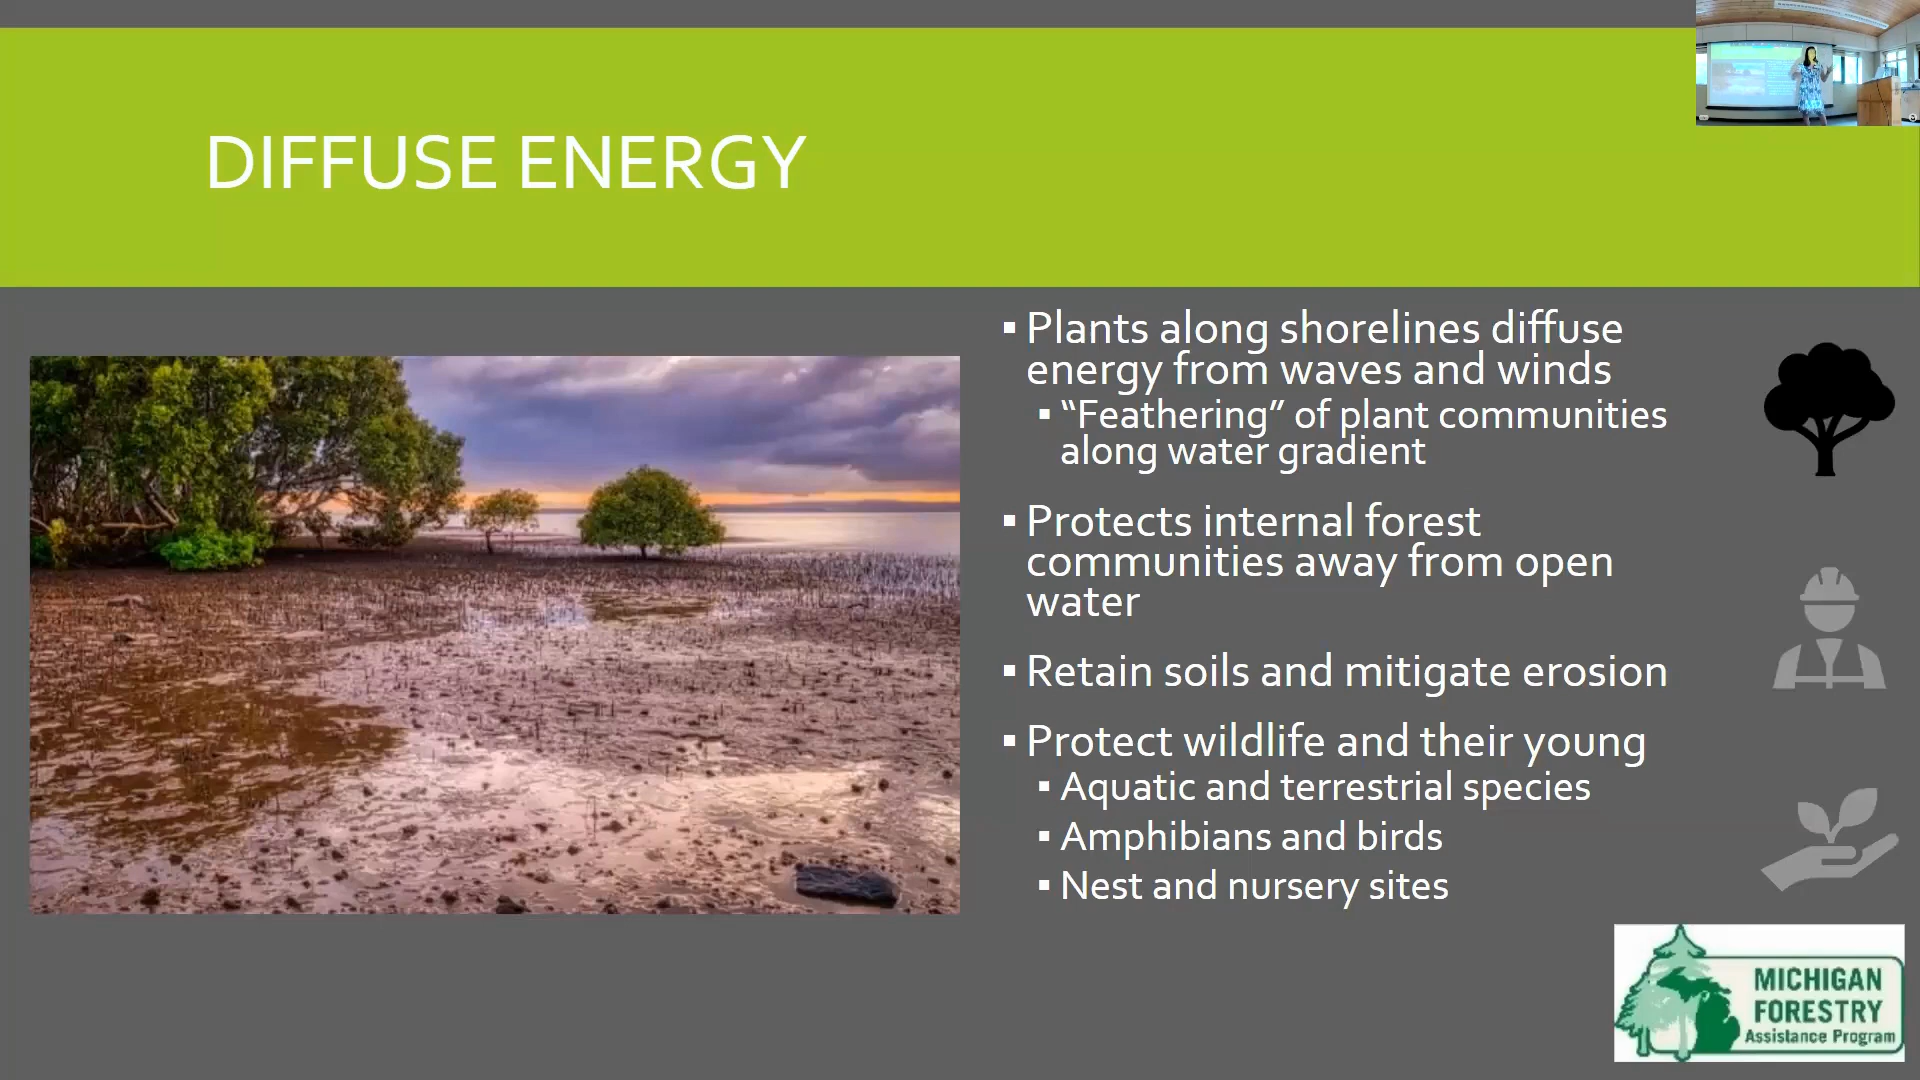 DIFFUSE ENERGY
▪ Plants along shorelines diffuse
energy from waves and winds
▪ “Feathering” of plant communities
along water gradient
▪ Protects internal forest
communities away from open
water
▪ Retain soils and mitigate erosion
▪ Protect wildlife and their young
▪ Aquatic and terrestrial species
▪ Amphibians and birds
▪ Nest and nursery sites
MICHIGAN
FORESTRY
Assistance Program